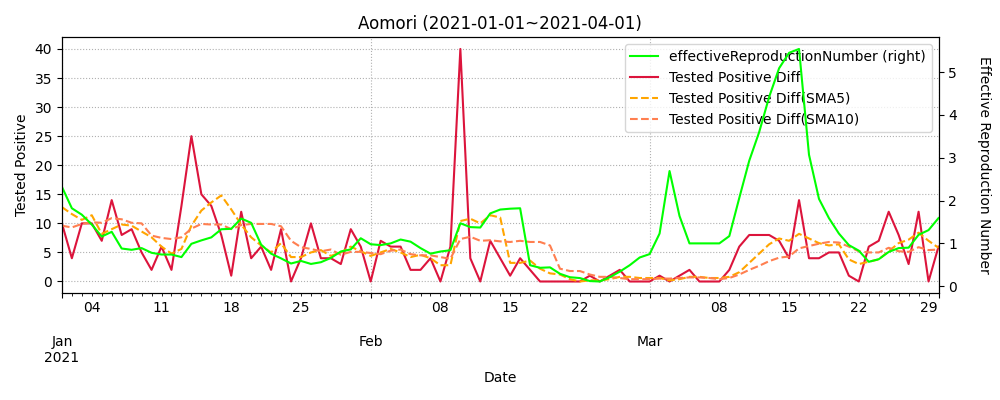 Aomori (2021-01-01~2021-04-01)
effectiveReproductionNumber (right)
Tested Positive Diff
Tested Positive Diff(SMA5)
Tested Positive Diff(SMA10)
Tested Positive
40
35
30
25
20
15
10
5
0
Effective Reproduction Number
5
4
3
2
1
0
04 11 18 25 08 15 22 08 15 22 29
Jan Feb Mar
2021
Date